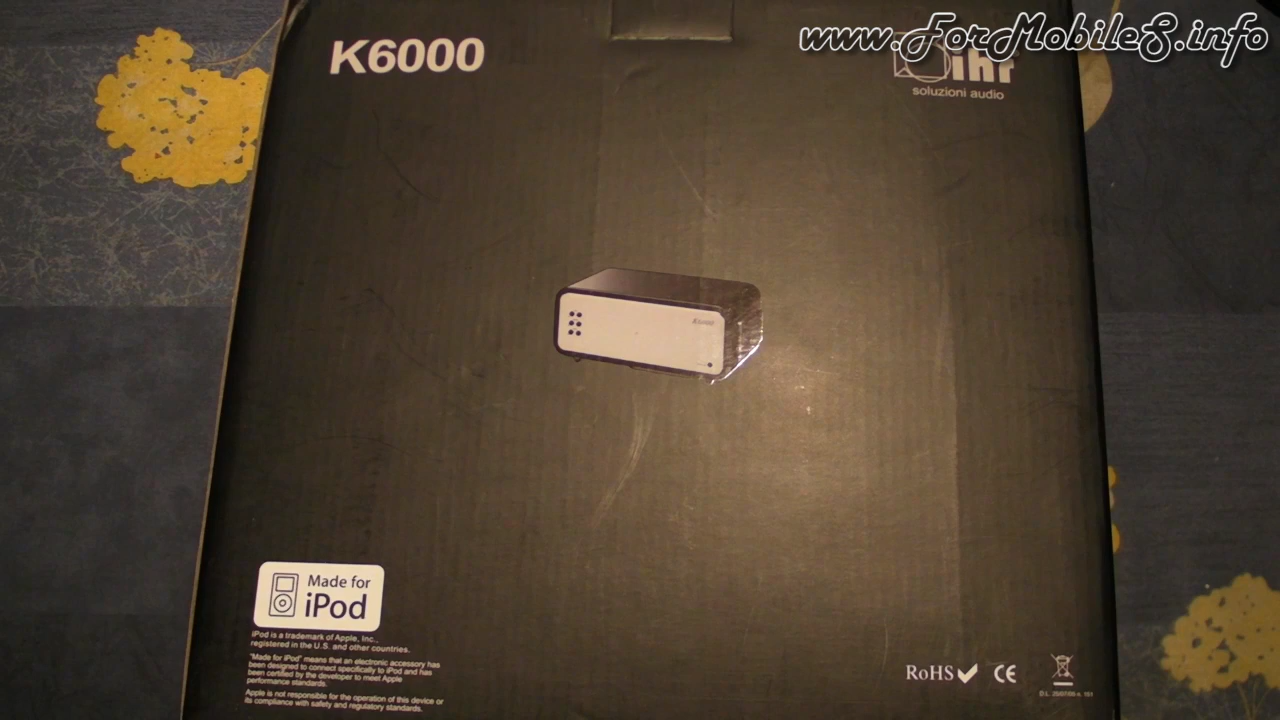 www.ForMobileS.info
K6000
ihf
soluzioni audio
K6000
Made for
iPod
iPod is a trademark of Apple, Inc.,
registered in the U.S. and other countries.
"Made for iPod" means that an electronic accessory has
been designed to connect specifically to iPod and has
been certified by the developer to meet Apple
performance standards.
Apple is not responsible for the operation of this device or
its compliance with safety and regulatory standards.
RoHS CE